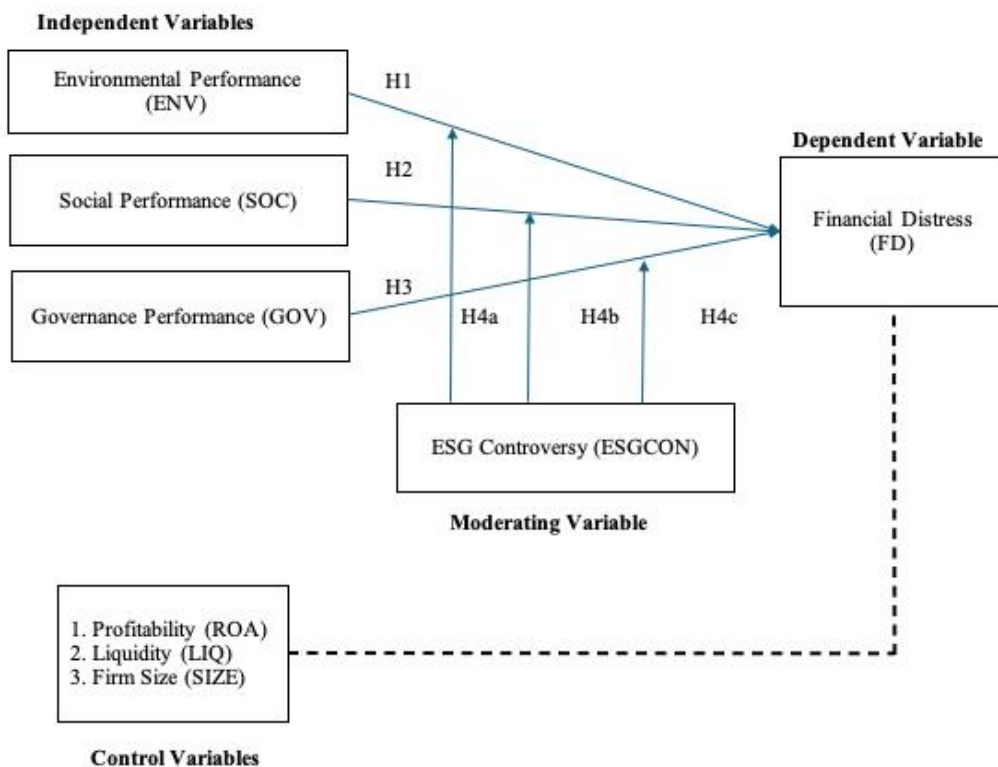 Independent Variables
Environmental Performance
(ENV)
H1
Social Performance (SOC)
H2
Governance Performance (GOV)
H3
Dependent Variable
Financial Distress
(FD)
H4a
H4b
H4c
ESG Controversy (ESGCON)
Moderating Variable
1. Profitability (ROA)
2. Liquidity (LIQ)
3. Firm Size (SIZE)
Control Variables